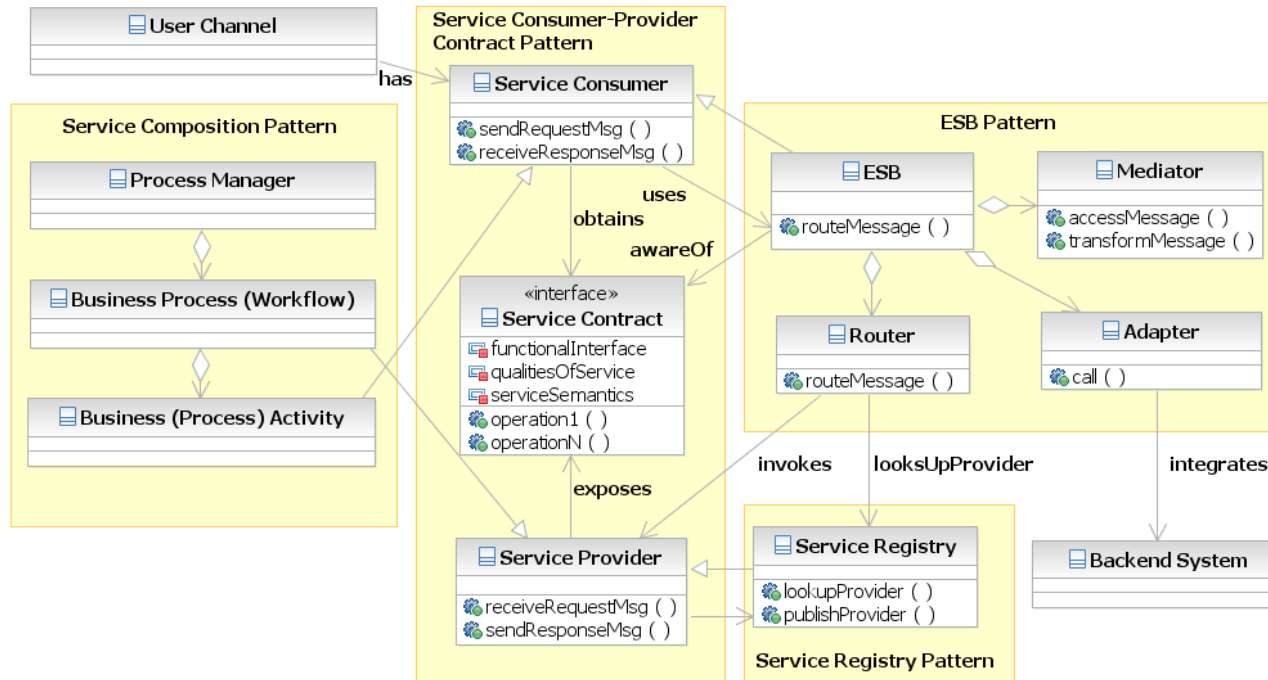 User Channel
has
Service Consumer-Provider
Contract Pattern
Service Consumer
sendRequestMsg ( )
receiveResponseMsg ( )
Service Composition Pattern
Process Manager
Business Process (Workflow)
Business (Process) Activity
uses
obtains
awareOf
«interface»
Service Contract
functionalInterface
qualitiesOfService
serviceSemantics
operation1 ( )
operationN ( )
exposes
Service Provider
receiveRequestMsg ( )
sendResponseMsg ( )
ESB Pattern
ESB
routeMessage ( )
Mediator
accessMessage ( )
transformMessage ( )
Router
routeMessage ( )
Adapter
call ( )
invokes
looksUpProvider
integrates
Service Registry
lookupProvider ( )
publishProvider ( )
Service Registry Pattern
Backend System